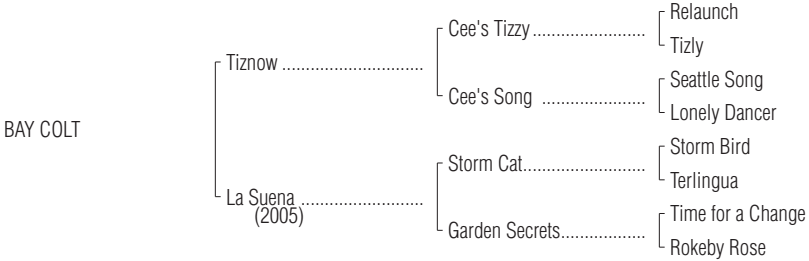 Relaunch
Cee's Tizzy
Tizly
Tiznow
Seattle Song
Cee's Song
Lonely Dancer
BAY COLT
Storm Bird
Storm Cat
Terlingua
La Suena
(2005)
Time for a Change
Garden Secrets
Rokeby Rose